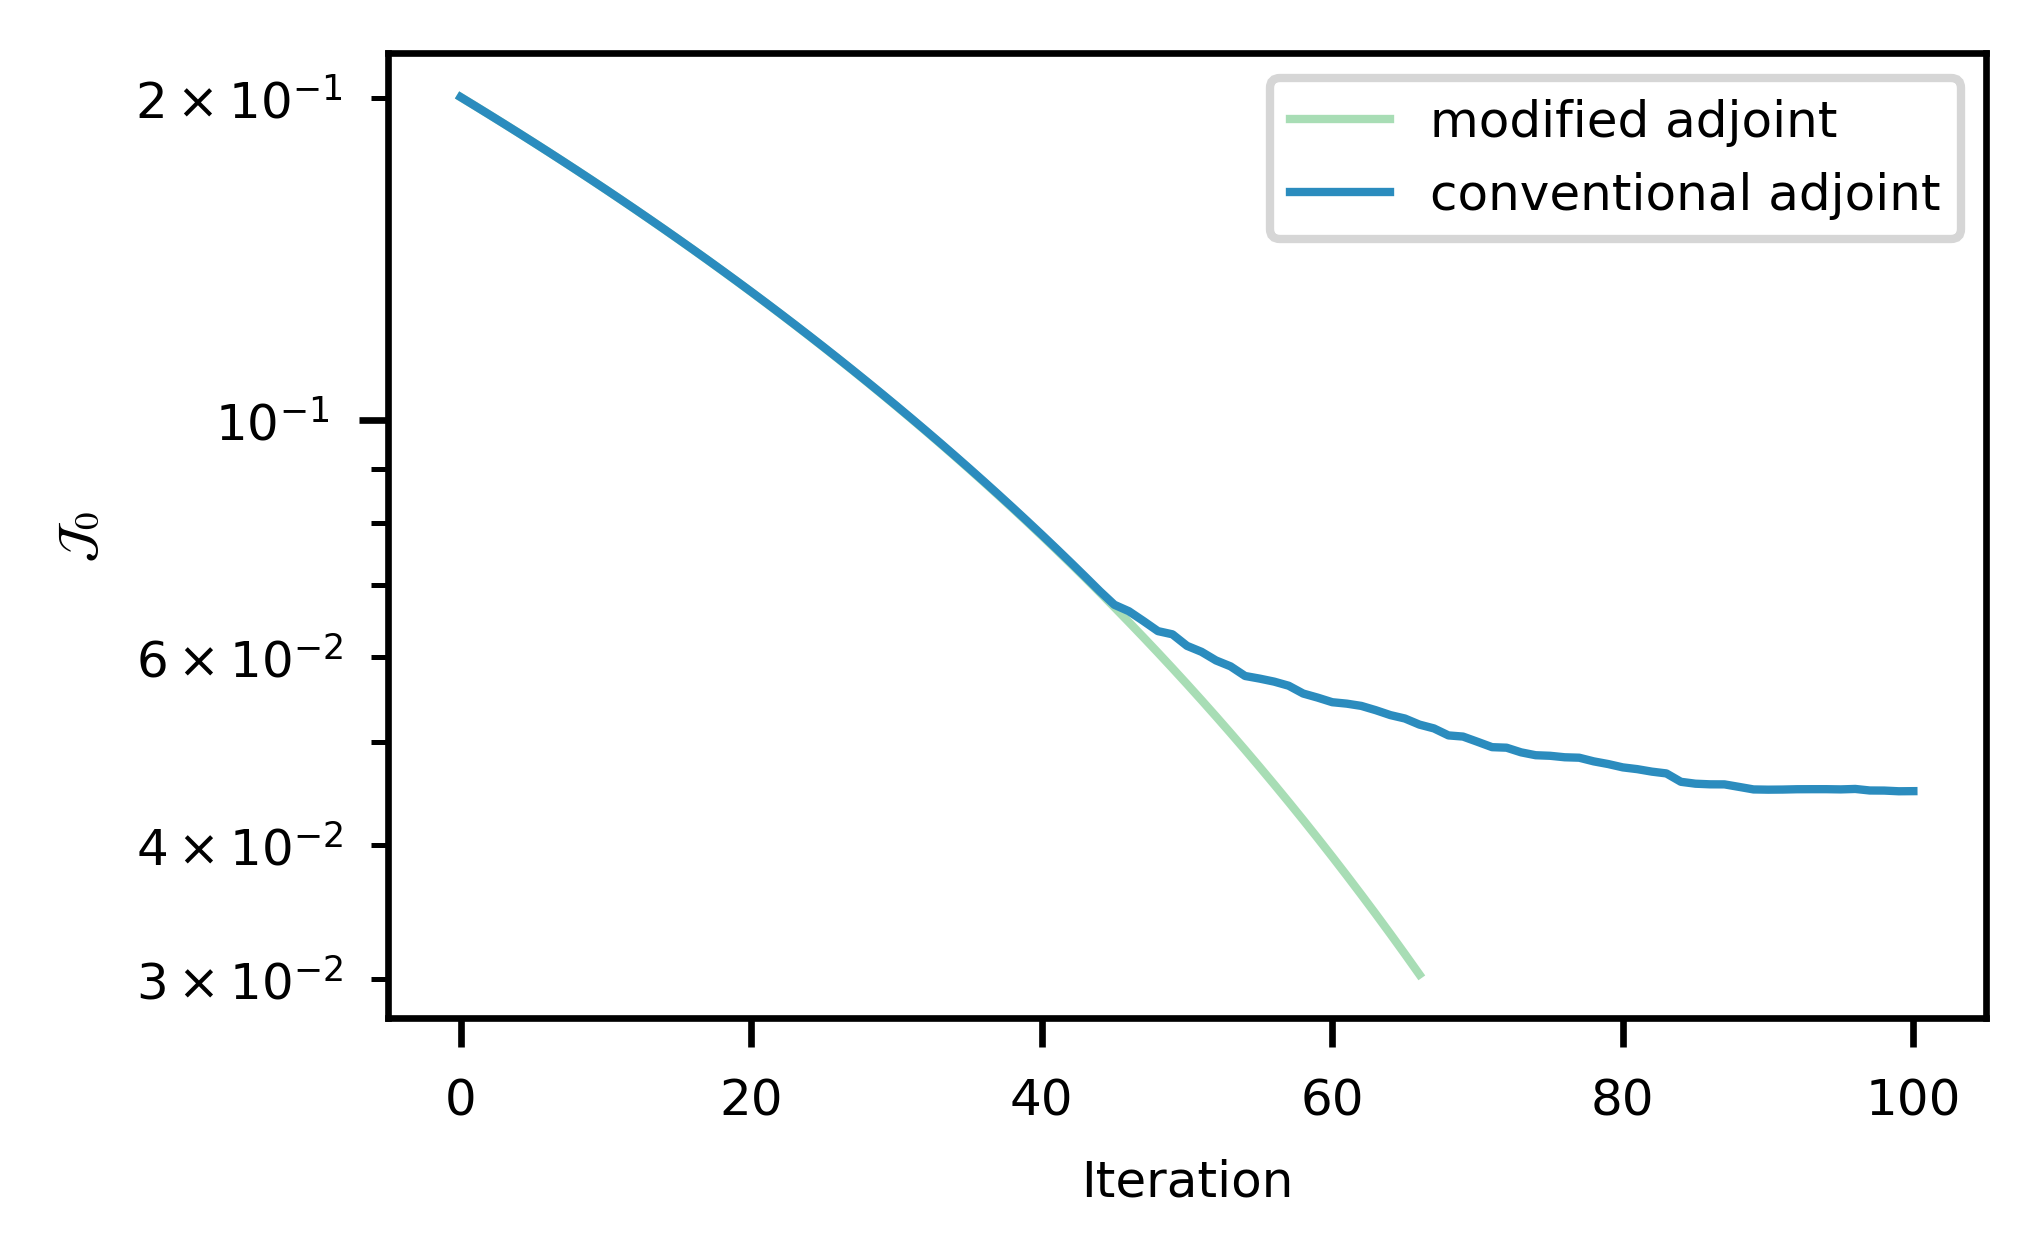 2 × 10⁻¹
10⁻¹
6 × 10⁻²
4 × 10⁻²
3 × 10⁻²
𝒥₀
modified adjoint
conventional adjoint
0 20 40 60 80 100
Iteration